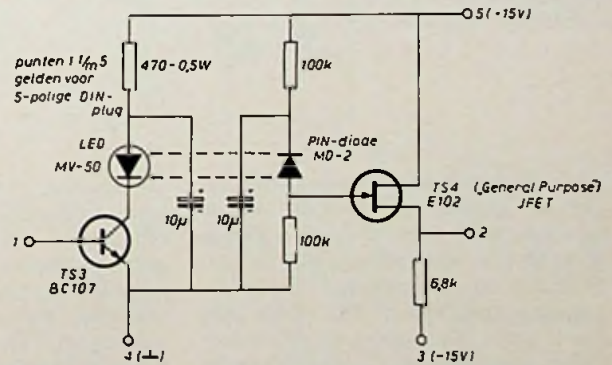 5 (-15V)
punten 1 t/m 5
gelden voor
5-polige DIN-
plug
470-0,5W
100k
LED
MV-50
PIN-diode
MD-2
10µ
10µ
TS4
E102
("General Purpose")
JFET
1
TS3
BC107
100k
2
6,8k
4 (⊥)
3 (-15V)